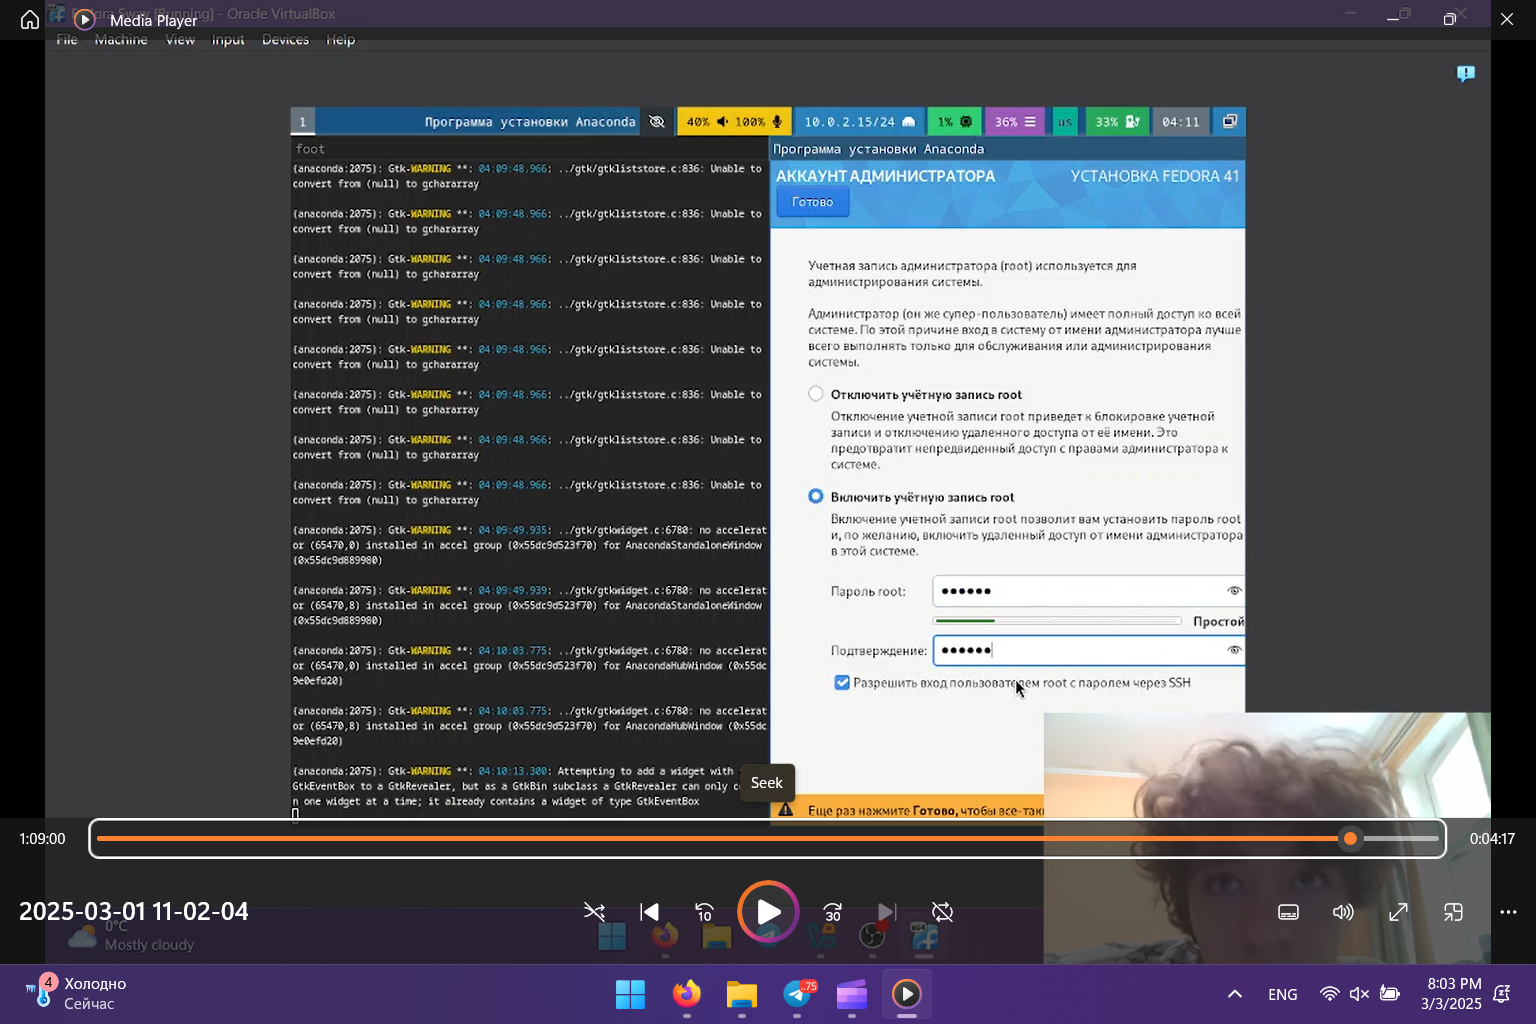 Media Player
[Running] - Oracle VirtualBox
File Machine View Input Devices Help
1 Программа установки Anaconda 40% 100% 10.0.2.15/24 1% 36% us 33% 04:11
foot
(anaconda:2075): Gtk-WARNING **: 04:09:48.966: ../gtk/gtkliststore.c:836: Unable to
convert from (null) to gchararray
(anaconda:2075): Gtk-WARNING **: 04:09:48.966: ../gtk/gtkliststore.c:836: Unable to
convert from (null) to gchararray
(anaconda:2075): Gtk-WARNING **: 04:09:48.966: ../gtk/gtkliststore.c:836: Unable to
convert from (null) to gchararray
(anaconda:2075): Gtk-WARNING **: 04:09:48.966: ../gtk/gtkliststore.c:836: Unable to
convert from (null) to gchararray
(anaconda:2075): Gtk-WARNING **: 04:09:48.966: ../gtk/gtkliststore.c:836: Unable to
convert from (null) to gchararray
(anaconda:2075): Gtk-WARNING **: 04:09:48.966: ../gtk/gtkliststore.c:836: Unable to
convert from (null) to gchararray
(anaconda:2075): Gtk-WARNING **: 04:09:48.966: ../gtk/gtkliststore.c:836: Unable to
convert from (null) to gchararray
(anaconda:2075): Gtk-WARNING **: 04:09:48.966: ../gtk/gtkliststore.c:836: Unable to
convert from (null) to gchararray
(anaconda:2075): Gtk-WARNING **: 04:09:49.935: ../gtk/gtkwidget.c:6780: no accelerat
or (65470,0) installed in accel group (0x55dc9d523f70) for AnacondaStandaloneWindow
(0x55dc9d889980)
(anaconda:2075): Gtk-WARNING **: 04:09:49.939: ../gtk/gtkwidget.c:6780: no accelerat
or (65470,8) installed in accel group (0x55dc9d523f70) for AnacondaStandaloneWindow
(0x55dc9d889980)
(anaconda:2075): Gtk-WARNING **: 04:10:03.775: ../gtk/gtkwidget.c:6780: no accelerat
or (65470,0) installed in accel group (0x55dc9d523f70) for AnacondaHubWindow (0x55dc
9e0efd20)
(anaconda:2075): Gtk-WARNING **: 04:10:03.775: ../gtk/gtkwidget.c:6780: no accelerat
or (65470,8) installed in accel group (0x55dc9d523f70) for AnacondaHubWindow (0x55dc
9e0efd20)
(anaconda:2075): Gtk-WARNING **: 04:10:13.300: Attempting to add a widget with
GtkEventBox to a GtkRevealer, but as a GtkBin subclass a GtkRevealer can only c
n one widget at a time; it already contains a widget of type GtkEventBox
Программа установки Anaconda
АККАУНТ АДМИНИСТРАТОРА УСТАНОВКА FEDORA 41
Готово
Учетная запись администратора (root) используется для
администрирования системы.
Администратор (он же супер-пользователь) имеет полный доступ ко всей
системе. По этой причине вход в систему от имени администратора лучше
всего выполнять только для обслуживания или администрирования
системы.
Отключить учётную запись root
Отключение учетной записи root приведет к блокировке учетной
записи и отключению удаленного доступа от её имени. Это
предотвратит непредвиденный доступ с правами администратора к
системе.
Включить учётную запись root
Включение учетной записи root позволит вам установить пароль root
и, по желанию, включить удаленный доступ от имени администратора
в этой системе.
Пароль root: ●●●●●●
Простой
Подтверждение: ●●●●●●
Разрешить вход пользователем root с паролем через SSH
Seek
Еще раз нажмите Готово, чтобы все-так
1:09:00 0:04:17
2025-03-01 11-02-04
10 30
0°C
Mostly cloudy
4 Холодно
Сейчас
75
ENG
8:03 PM
3/3/2025